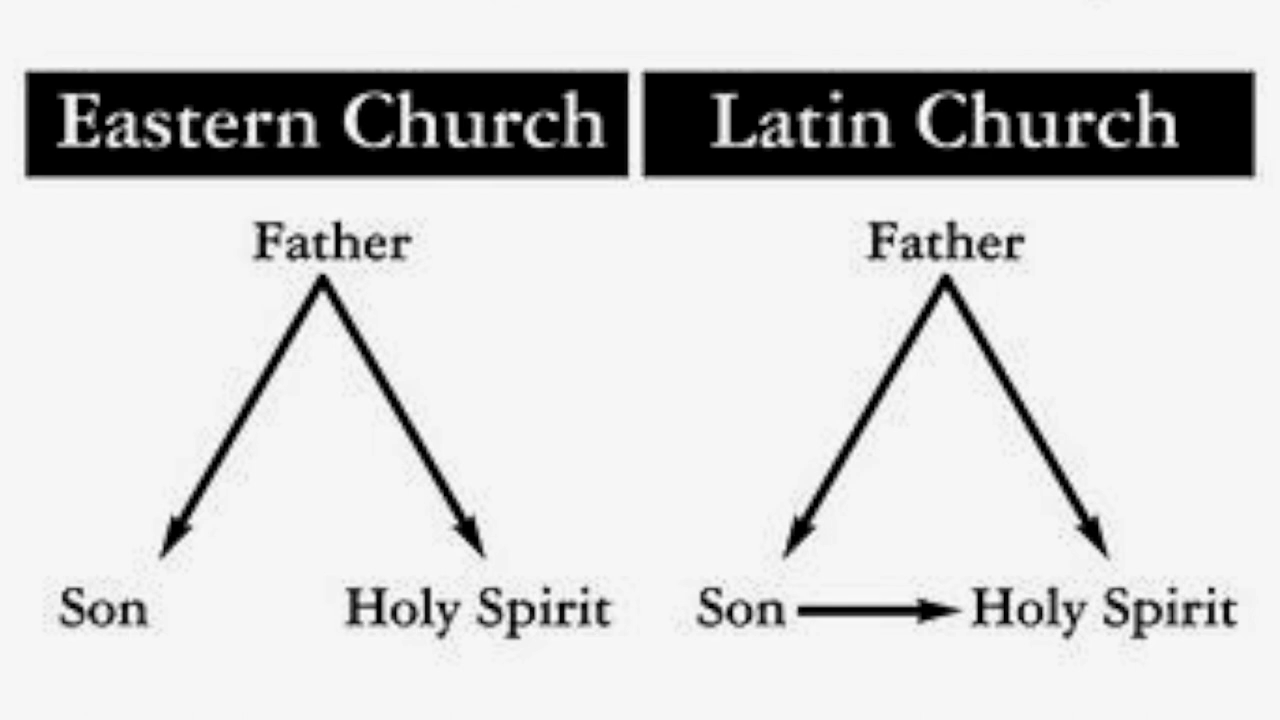 Eastern Church
Latin Church
Father
Father
Son
Holy Spirit
Son
Holy Spirit